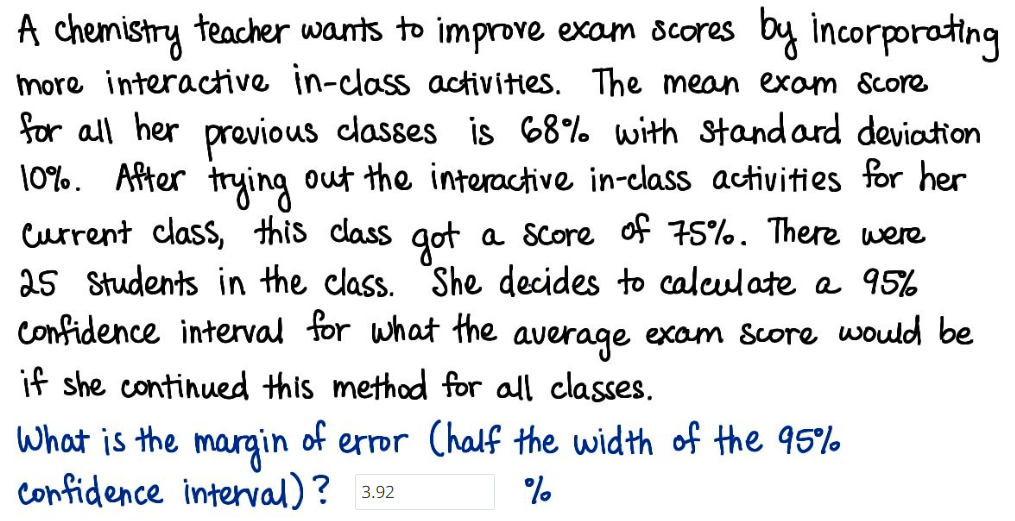 A chemistry teacher wants to improve exam scores by incorporating
more interactive in-class activities. The mean exam score
for all her previous classes is 68% with standard deviation
10%. After trying out the interactive in-class activities for her
current class, this class got a score of 75%. There were
25 students in the class. She decides to calculate a 95%
confidence interval for what the average exam score would be
if she continued this method for all classes.
What is the margin of error (half the width of the 95%
confidence interval)? 3.92 %